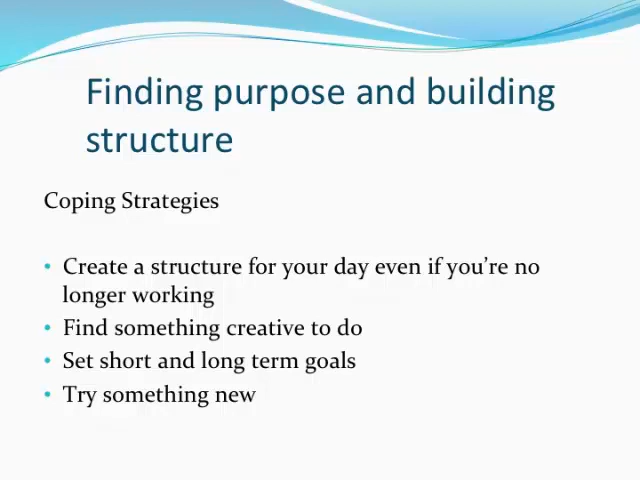 Finding purpose and building
structure
Coping Strategies
• Create a structure for your day even if you’re no
longer working
• Find something creative to do
• Set short and long term goals
• Try something new